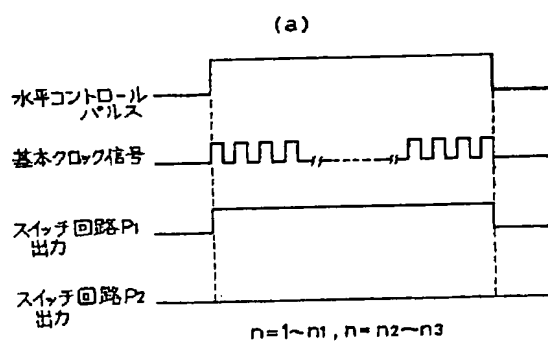 (a)
水平コントロール
パルス
基本クロック信号
スイッチ回路P1
出力
スイッチ回路P2
出力
n=1~n1, n=n2~n3